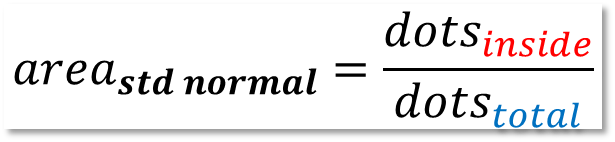 area_std normal = dots_inside / dots_total